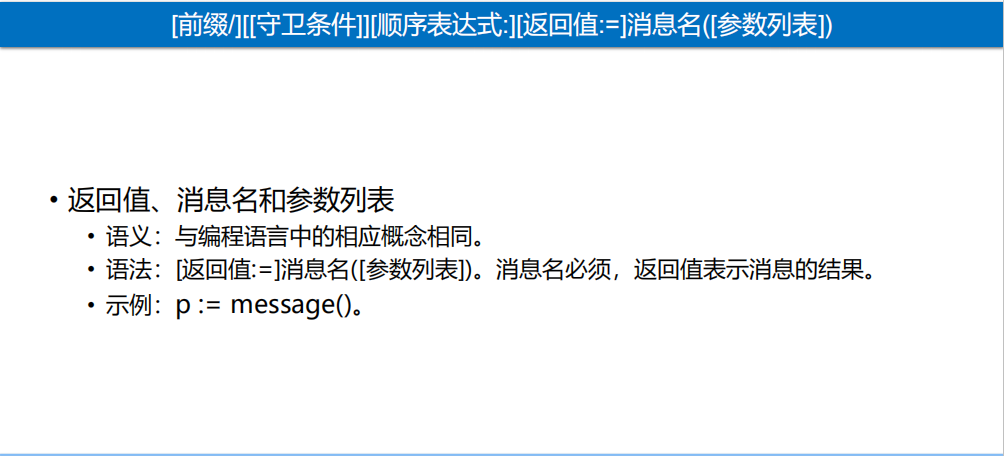 [前缀/][[守卫条件]][顺序表达式:][返回值:=]消息名([参数列表])
• 返回值、消息名和参数列表
• 语义：与编程语言中的相应概念相同。
• 语法：[返回值:=]消息名([参数列表])。消息名必须，返回值表示消息的结果。
• 示例：p := message()。